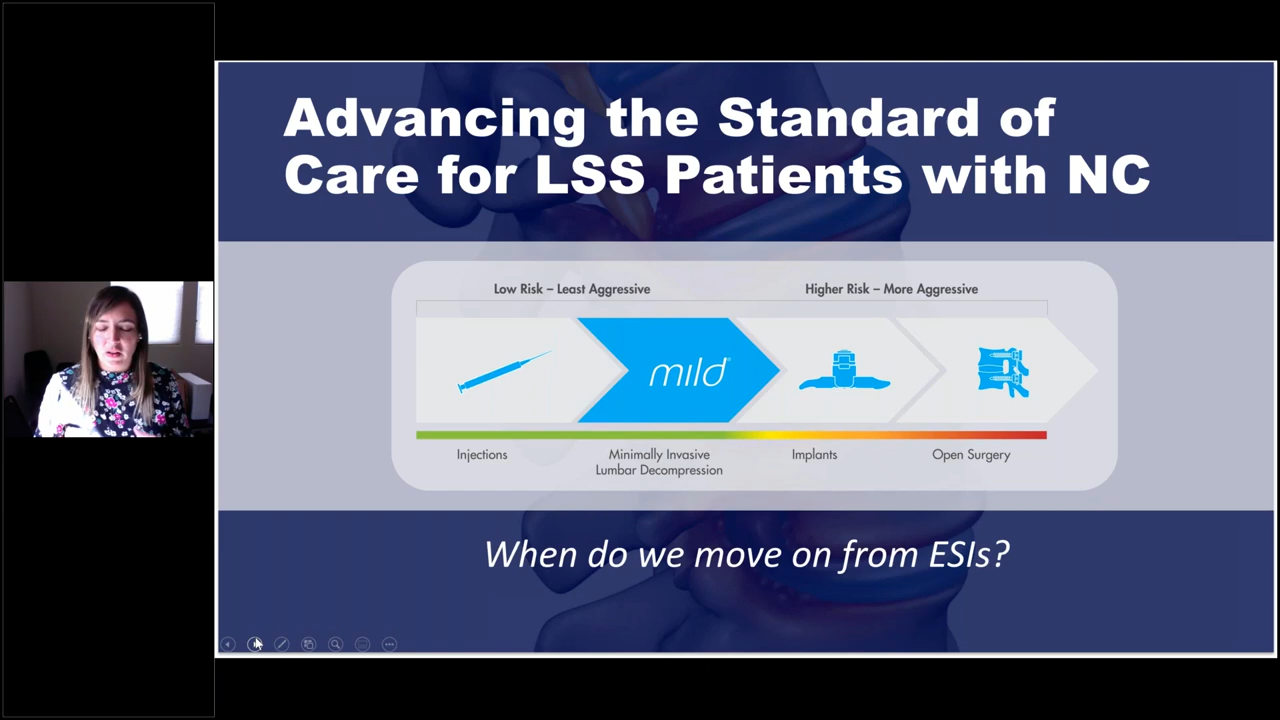 Advancing the Standard of
Care for LSS Patients with NC
Low Risk – Least Aggressive
Higher Risk – More Aggressive
mild®
Injections
Minimally Invasive
Lumbar Decompression
Implants
Open Surgery
When do we move on from ESIs?